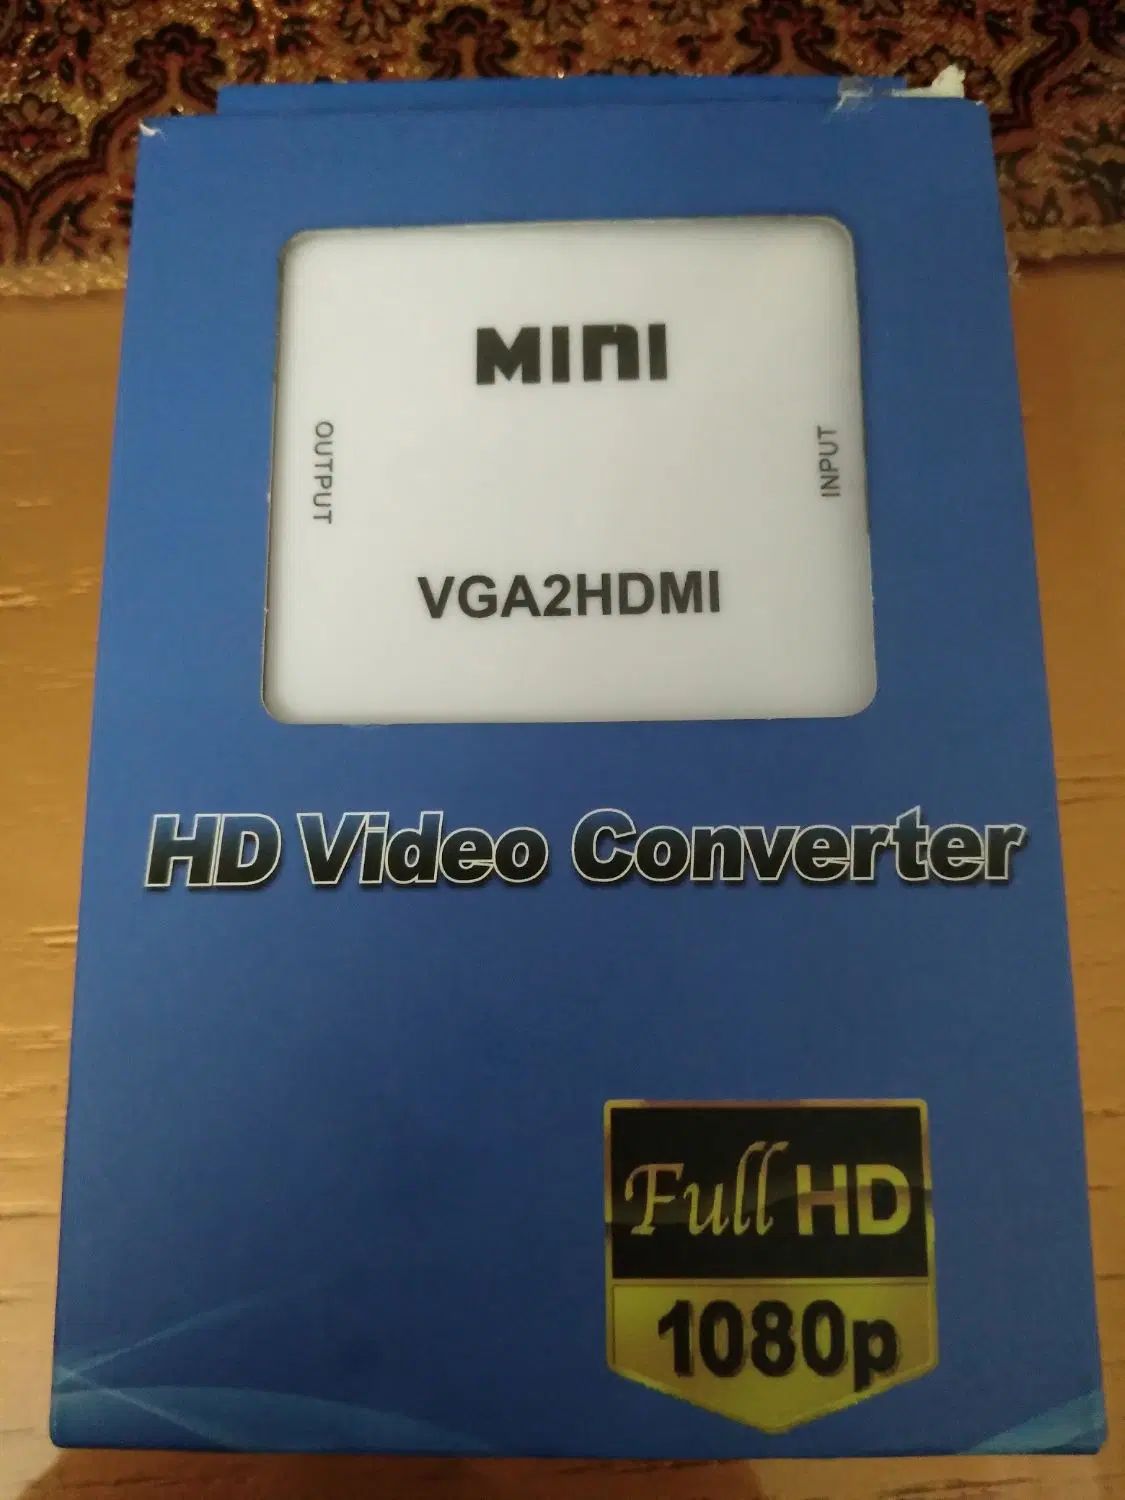 MINI
OUTPUT
INPUT
VGA2HDMI
HD Video Converter
Full HD
1080p